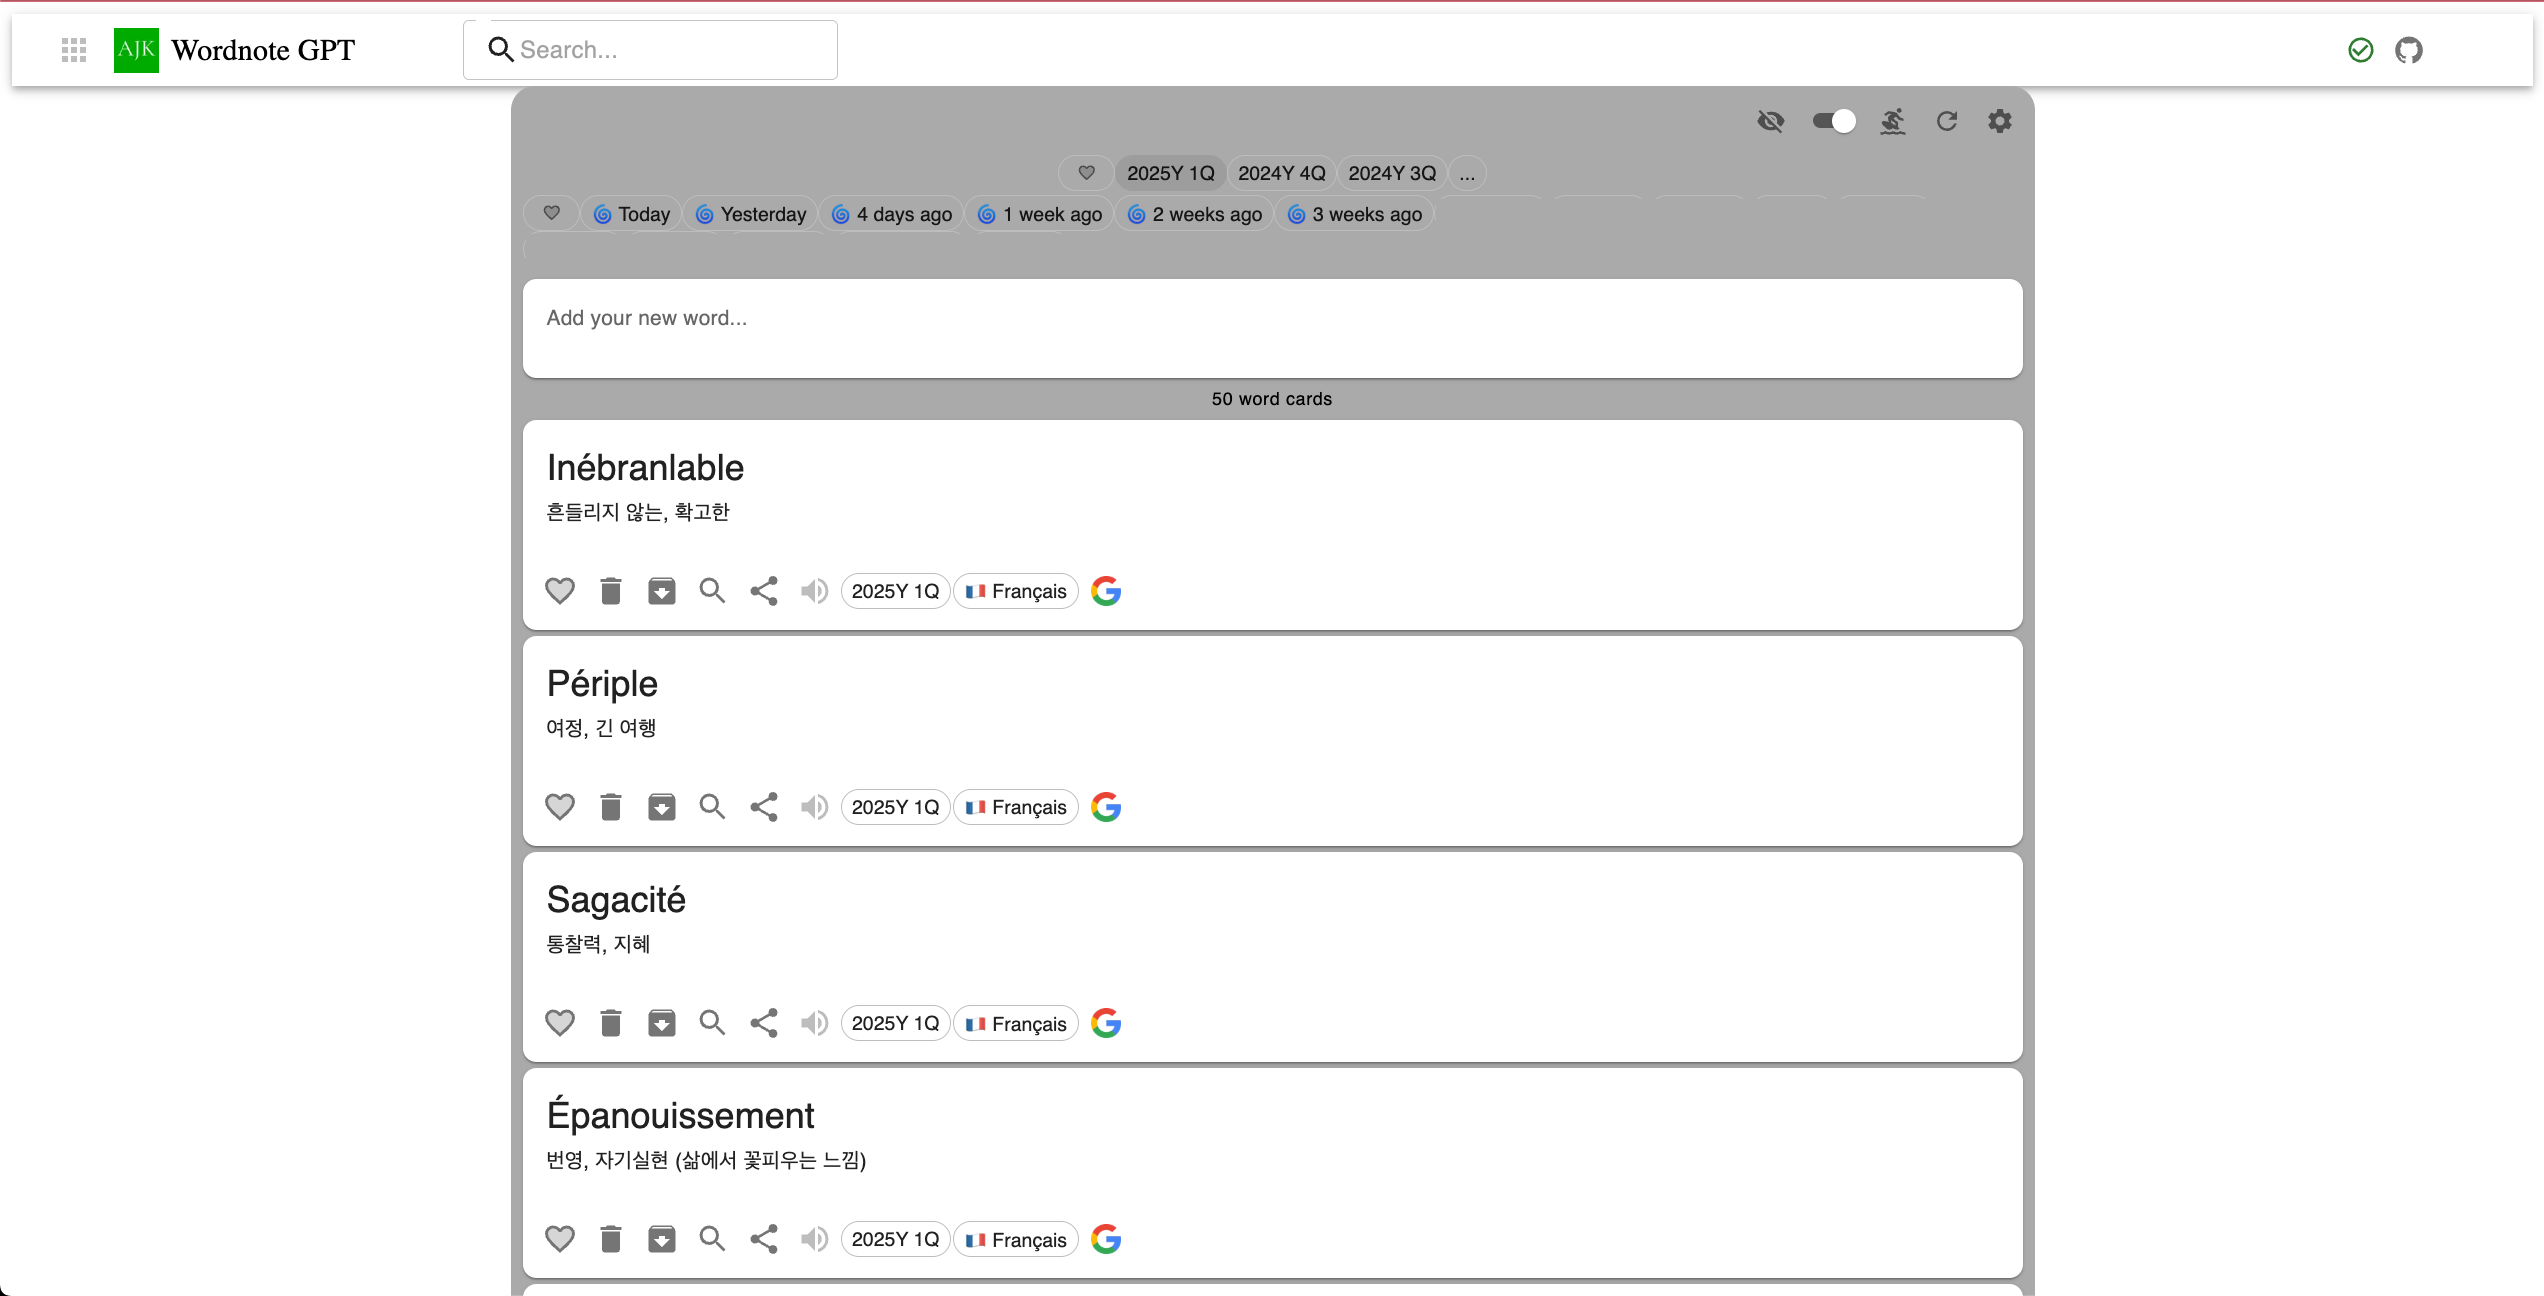 AJK Wordnote GPT Search...
2025Y 1Q 2024Y 4Q 2024Y 3Q ...
Today Yesterday 4 days ago 1 week ago 2 weeks ago 3 weeks ago
Add your new word...
50 word cards
Inébranlable
흔들리지 않는, 확고한
2025Y 1Q Français
Périple
여정, 긴 여행
2025Y 1Q Français
Sagacité
통찰력, 지혜
2025Y 1Q Français
Épanouissement
번영, 자기실현 (삶에서 꽃피우는 느낌)
2025Y 1Q Français